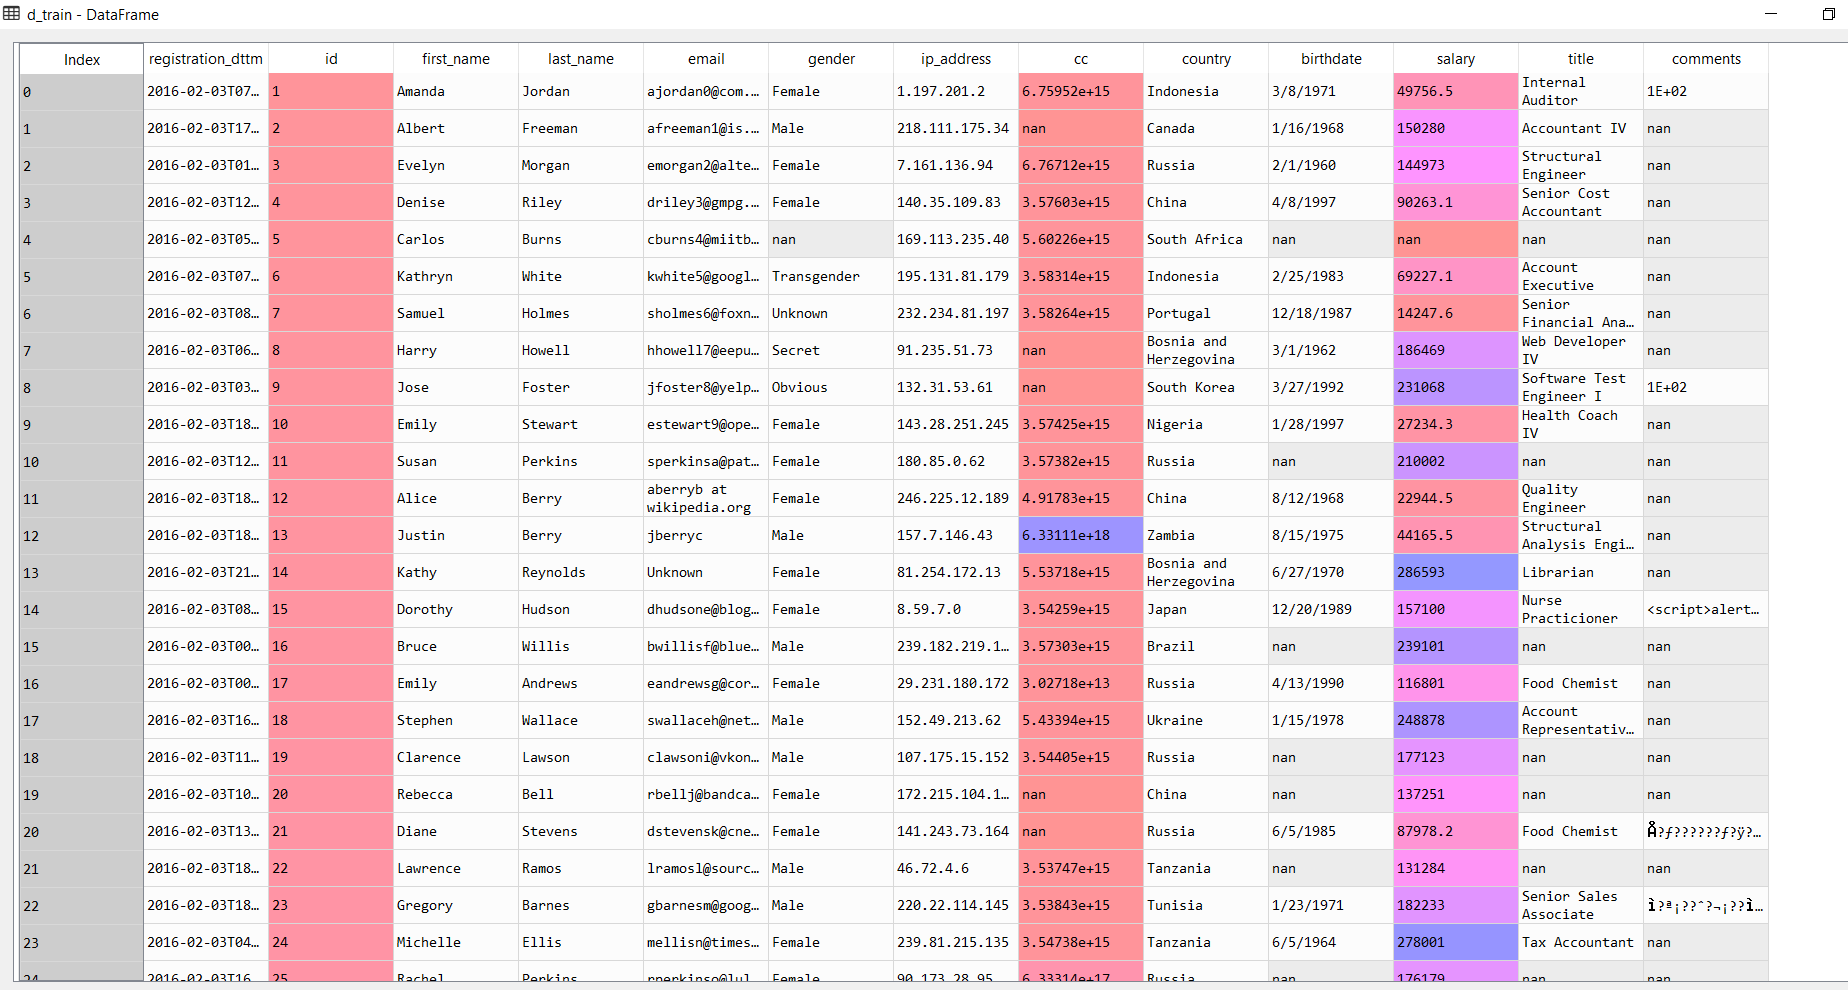 d_train - DataFrame
Index registration_dttm id first_name last_name email gender ip_address cc country birthdate salary title comments
0 2016-02-03T07… 1 Amanda Jordan ajordan0@com.… Female 1.197.201.2 6.75952e+15 Indonesia 3/8/1971 49756.5 Internal Auditor 1E+02
1 2016-02-03T17… 2 Albert Freeman afreeman1@is.… Male 218.111.175.34 nan Canada 1/16/1968 150280 Accountant IV nan
2 2016-02-03T01… 3 Evelyn Morgan emorgan2@alte… Female 7.161.136.94 6.76712e+15 Russia 2/1/1960 144973 Structural Engineer nan
3 2016-02-03T12… 4 Denise Riley driley3@gmpg.… Female 140.35.109.83 3.57603e+15 China 4/8/1997 90263.1 Senior Cost Accountant nan
4 2016-02-03T05… 5 Carlos Burns cburns4@miitb… nan 169.113.235.40 5.60226e+15 South Africa nan nan nan nan
5 2016-02-03T07… 6 Kathryn White kwhite5@googl… Transgender 195.131.81.179 3.58314e+15 Indonesia 2/25/1983 69227.1 Account Executive nan
6 2016-02-03T08… 7 Samuel Holmes sholmes6@foxn… Unknown 232.234.81.197 3.58264e+15 Portugal 12/18/1987 14247.6 Senior Financial Ana… nan
7 2016-02-03T06… 8 Harry Howell hhowell7@eepu… Secret 91.235.51.73 nan Bosnia and Herzegovina 3/1/1962 186469 Web Developer IV nan
8 2016-02-03T03… 9 Jose Foster jfoster8@yelp… Obvious 132.31.53.61 nan South Korea 3/27/1992 231068 Software Test Engineer I 1E+02
9 2016-02-03T18… 10 Emily Stewart estewart9@ope… Female 143.28.251.245 3.57425e+15 Nigeria 1/28/1997 27234.3 Health Coach IV nan
10 2016-02-03T12… 11 Susan Perkins sperkinsa@pat… Female 180.85.0.62 3.57382e+15 Russia nan 210002 nan nan
11 2016-02-03T18… 12 Alice Berry aberryb at wikipedia.org Female 246.225.12.189 4.91783e+15 China 8/12/1968 22944.5 Quality Engineer nan
12 2016-02-03T18… 13 Justin Berry jberryc Male 157.7.146.43 6.33111e+18 Zambia 8/15/1975 44165.5 Structural Analysis Engi… nan
13 2016-02-03T21… 14 Kathy Reynolds Unknown Female 81.254.172.13 5.53718e+15 Bosnia and Herzegovina 6/27/1970 286593 Librarian nan
14 2016-02-03T08… 15 Dorothy Hudson dhudsone@blog… Female 8.59.7.0 3.54259e+15 Japan 12/20/1989 157100 Nurse Practicioner <script>alert…
15 2016-02-03T00… 16 Bruce Willis bwillisf@blue… Male 239.182.219.1… 3.57303e+15 Brazil nan 239101 nan nan
16 2016-02-03T00… 17 Emily Andrews eandrewsg@cor… Female 29.231.180.172 3.02718e+13 Russia 4/13/1990 116801 Food Chemist nan
17 2016-02-03T16… 18 Stephen Wallace swallaceh@net… Male 152.49.213.62 5.43394e+15 Ukraine 1/15/1978 248878 Account Representativ… nan
18 2016-02-03T11… 19 Clarence Lawson clawsoni@vkon… Male 107.175.15.152 3.54405e+15 Russia nan 177123 nan nan
19 2016-02-03T10… 20 Rebecca Bell rbellj@bandca… Female 172.215.104.1… nan China nan 137251 nan nan
20 2016-02-03T13… 21 Diane Stevens dstevensk@cne… Female 141.243.73.164 nan Russia 6/5/1985 87978.2 Food Chemist Å?ƒ??????ƒ?ÿ?…
21 2016-02-03T18… 22 Lawrence Ramos lramosl@sourc… Male 46.72.4.6 3.53747e+15 Tanzania nan 131284 nan nan
22 2016-02-03T18… 23 Gregory Barnes gbarnesm@goog… Male 220.22.114.145 3.53843e+15 Tunisia 1/23/1971 182233 Senior Sales Associate ì?ª¡??ˆ?¬¡??ì…
23 2016-02-03T04… 24 Michelle Ellis mellisn@times… Female 239.81.215.135 3.54738e+15 Tanzania 6/5/1964 278001 Tax Accountant nan
24 2016-02-03T16… 25 Rachel Perkins rperkinso@lul… Female 90.173.28.95 6.33314e+17 Russia nan 176179 nan nan